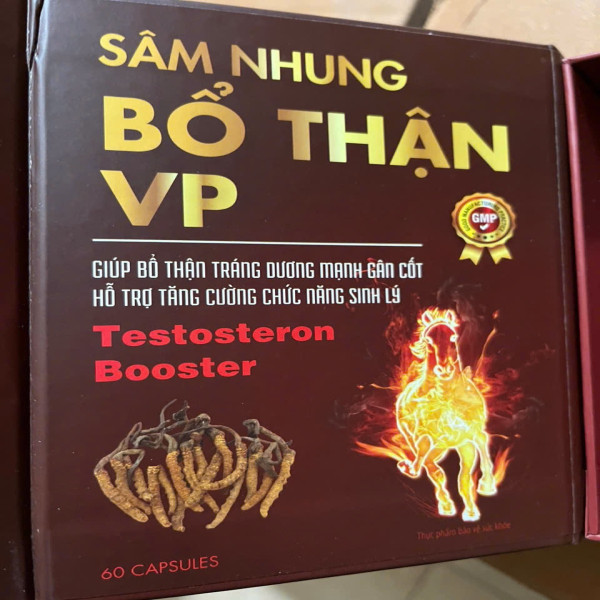 SÂM NHUNG
BỔ THẬN
VP
GMP
GIÚP BỔ THẬN TRÁNG DƯƠNG MẠNH GÂN CỐT
HỖ TRỢ TĂNG CƯỜNG CHỨC NĂNG SINH LÝ
Testosteron
Booster
Thực phẩm bảo vệ sức khỏe
60 CAPSULES